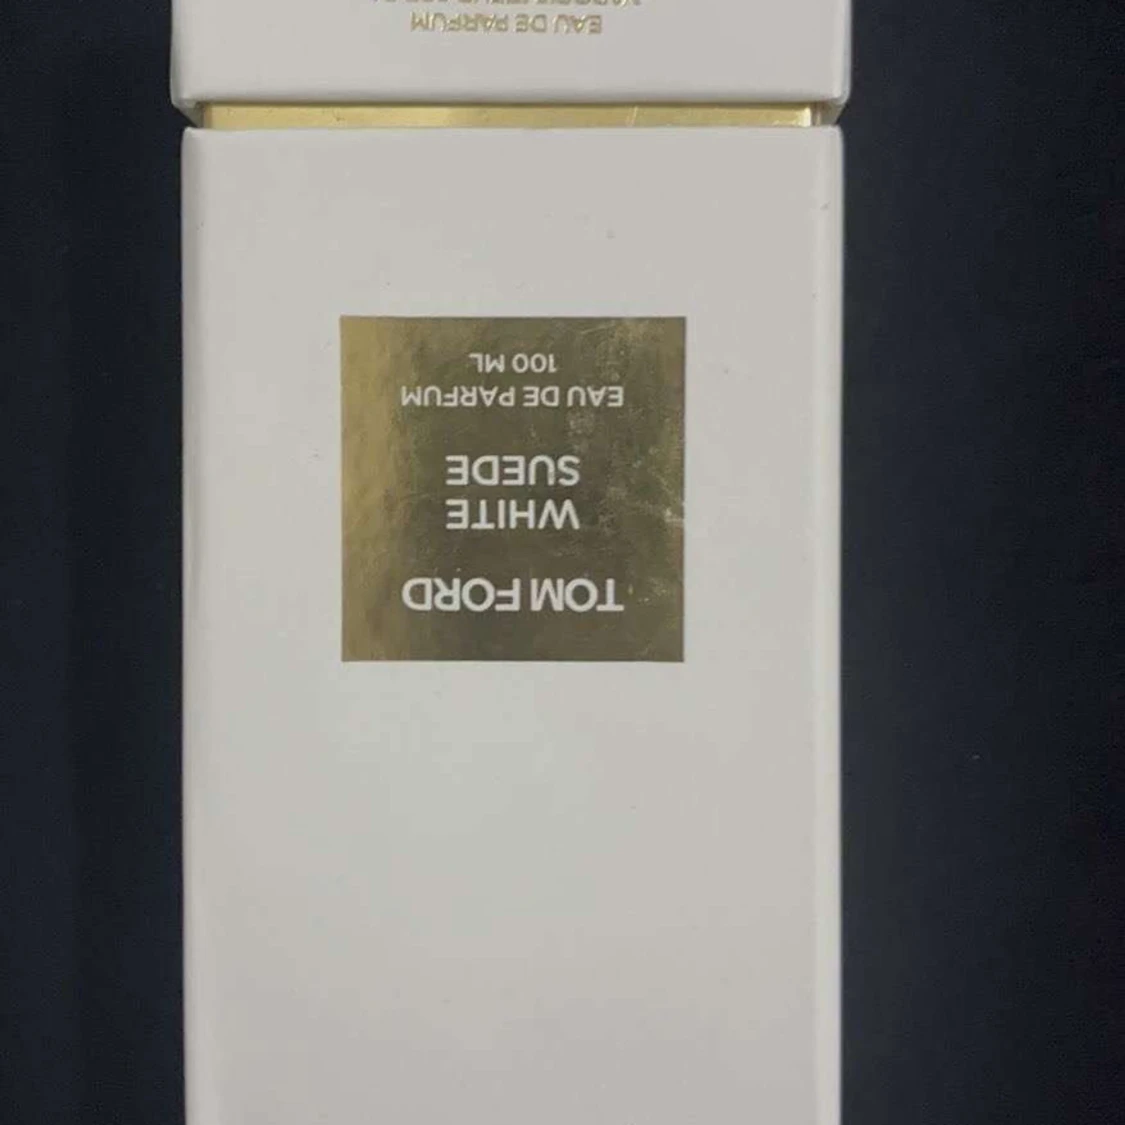 TOM FORD
WHITE
SUEDE
EAU DE PARFUM
100 ML
EAU DE PARFUM